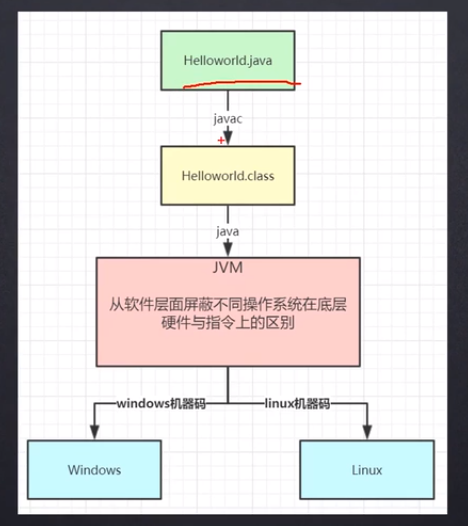 Helloworld.java
javac
Helloworld.class
java
JVM
从软件层面屏蔽不同操作系统在底层
硬件与指令上的区别
windows机器码
linux机器码
Windows
Linux